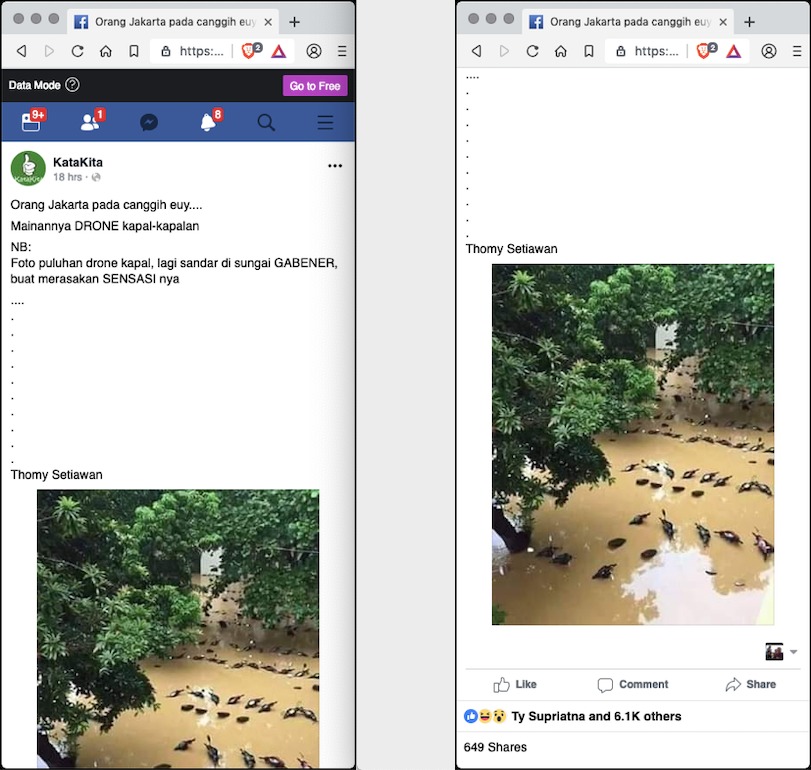 Orang Jakarta pada canggih euy
https:...
2
Data Mode
Go to Free
9+
1
8
KataKita
18 hrs ·
Orang Jakarta pada canggih euy....
Mainannya DRONE kapal-kapalan
NB:
Foto puluhan drone kapal, lagi sandar di sungai GABENER,
buat merasakan SENSASI nya
....
.
.
.
.
.
.
.
.
.
.
Thomy Setiawan
Orang Jakarta pada canggih euy
https:...
2
....
.
.
.
.
.
.
.
.
.
.
Thomy Setiawan
Like
Comment
Share
Ty Supriatna and 6.1K others
649 Shares